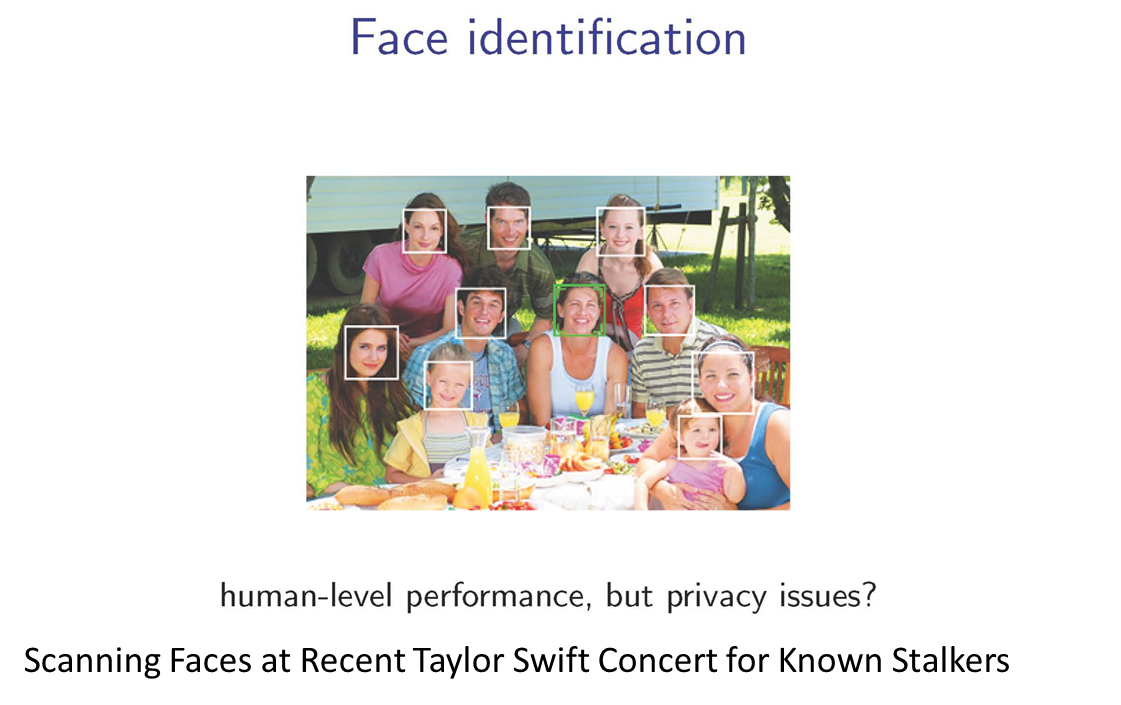 Face identification
human-level performance, but privacy issues?
Scanning Faces at Recent Taylor Swift Concert for Known Stalkers